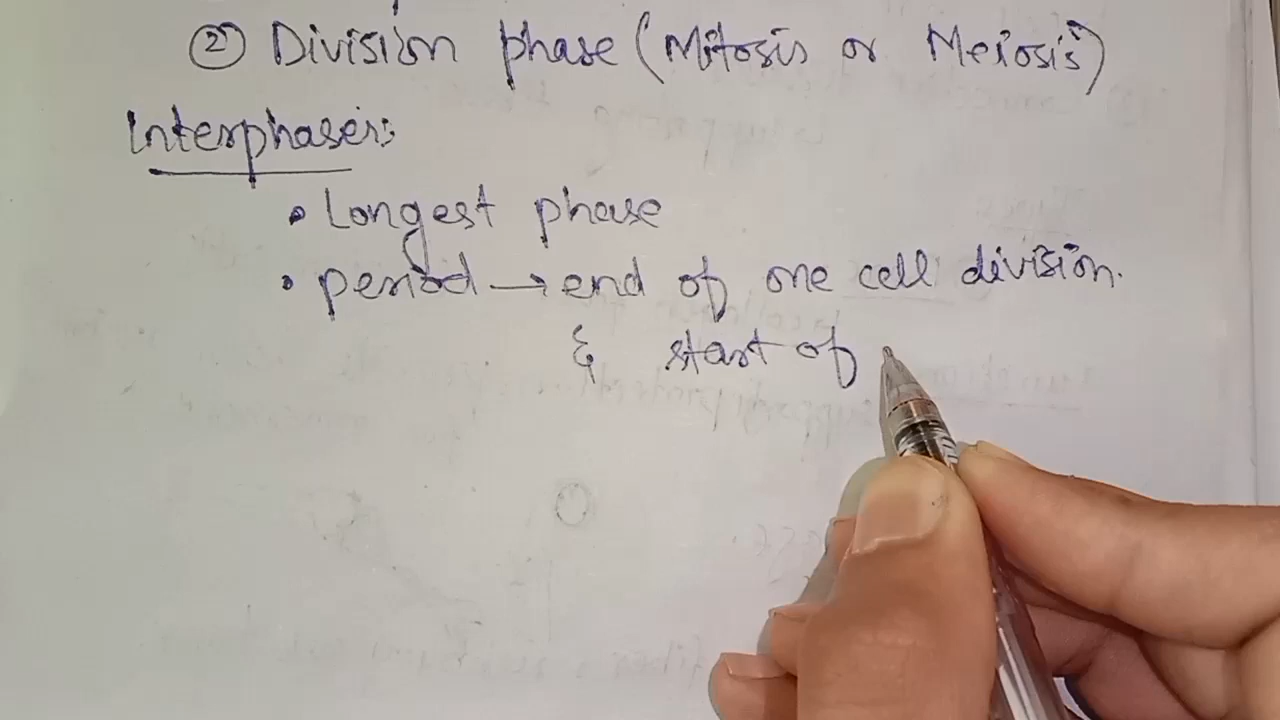 ② Division phase (Mitosis or Meiosis)
Interphase:
• Longest phase
• period → end of one cell division.
& start of